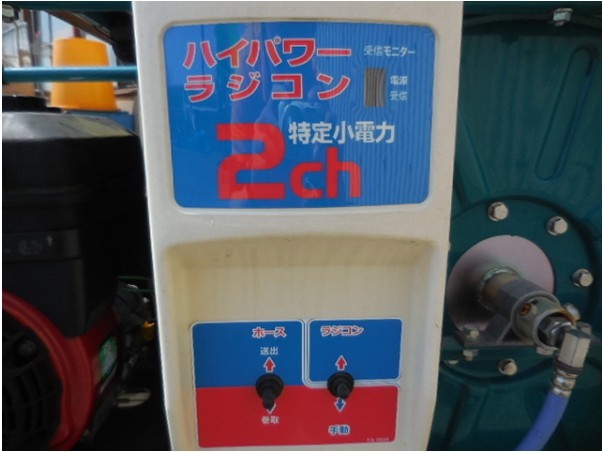 ハイパワー
ラジコン
受信モニター
電源
受信
特定小電力
2ch
ホース
送出
巻取
ラジコン
手動